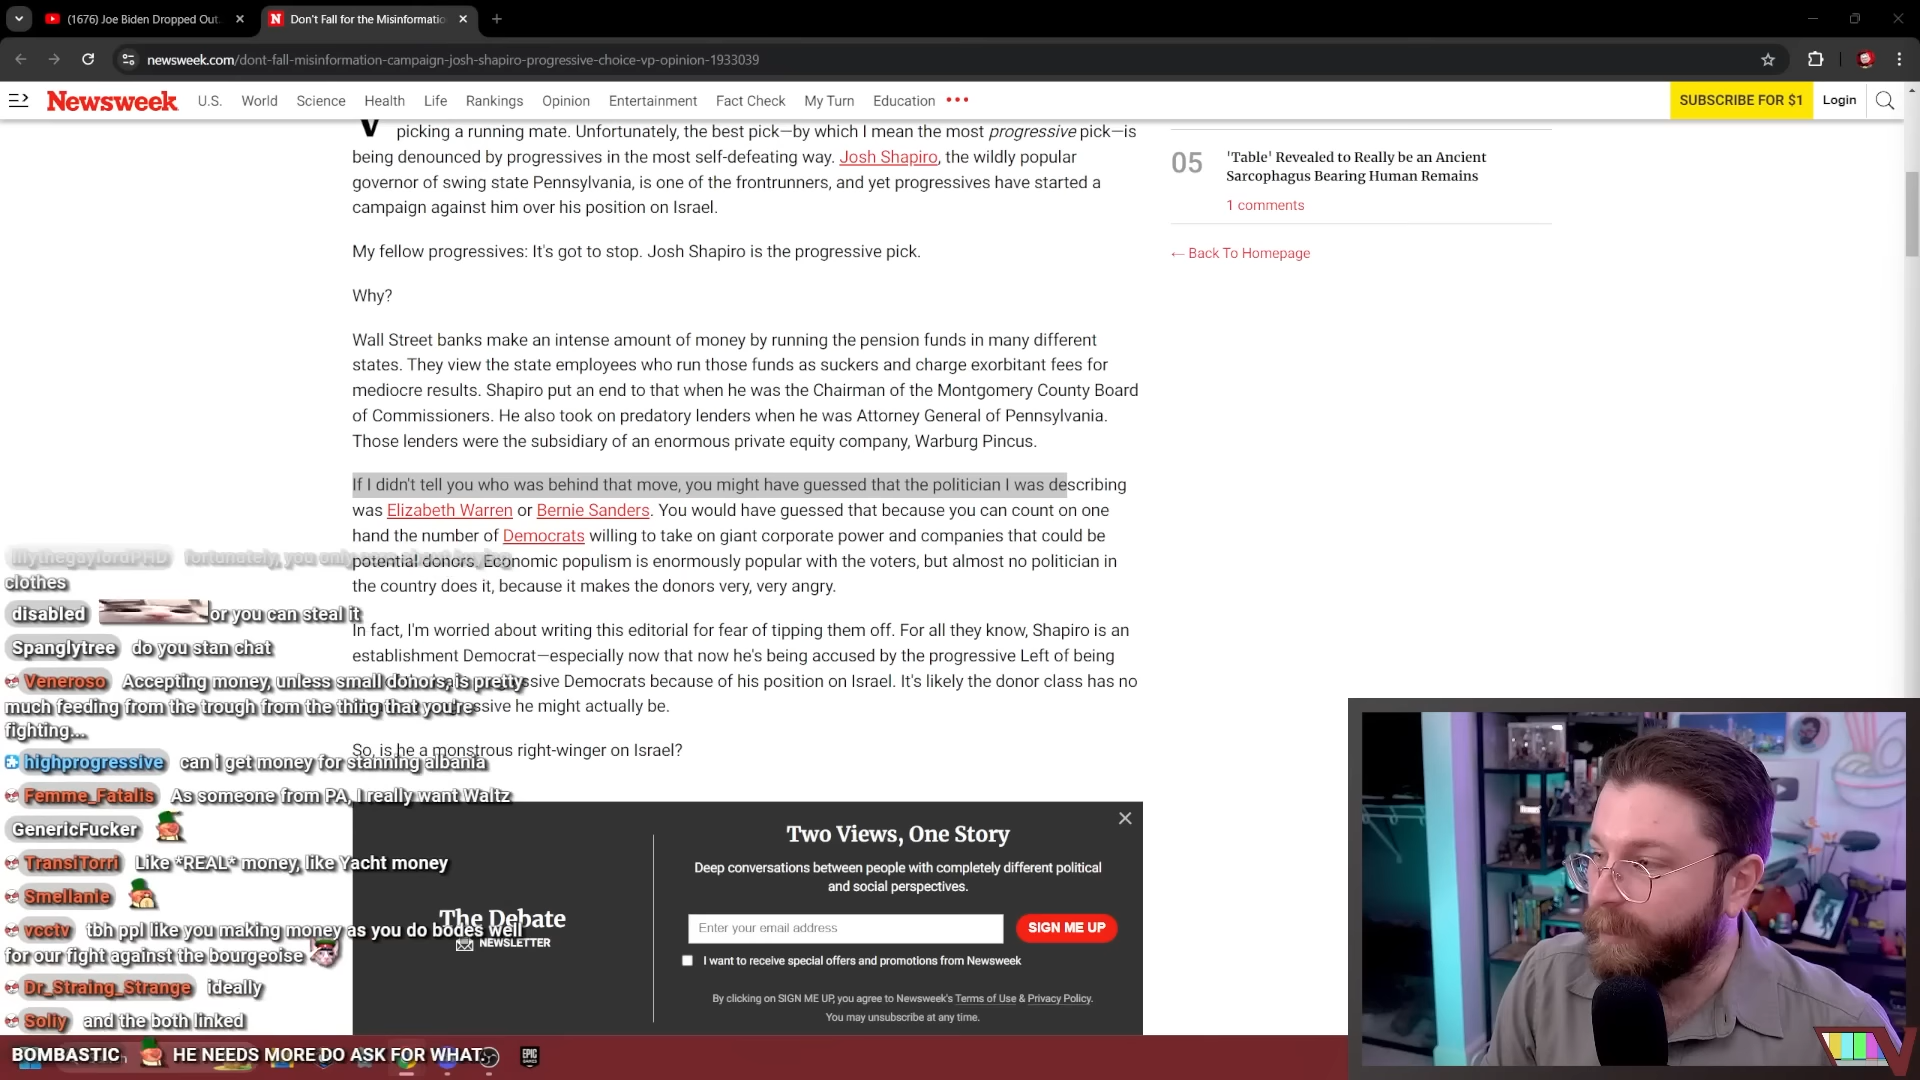 (1676) Joe Biden Dropped Out
Don't Fall for the Misinformatio
newsweek.com/dont-fall-misinformation-campaign-josh-shapiro-progressive-choice-vp-opinion-1933039
Newsweek
U.S. World Science Health Life Rankings Opinion Entertainment Fact Check My Turn Education
SUBSCRIBE FOR $1 Login
picking a running mate. Unfortunately, the best pick—by which I mean the most progressive pick—is
being denounced by progressives in the most self-defeating way. Josh Shapiro, the wildly popular
governor of swing state Pennsylvania, is one of the frontrunners, and yet progressives have started a
campaign against him over his position on Israel.
My fellow progressives: It's got to stop. Josh Shapiro is the progressive pick.
Why?
Wall Street banks make an intense amount of money by running the pension funds in many different
states. They view the state employees who run those funds as suckers and charge exorbitant fees for
mediocre results. Shapiro put an end to that when he was the Chairman of the Montgomery County Board
of Commissioners. He also took on predatory lenders when he was Attorney General of Pennsylvania.
Those lenders were the subsidiary of an enormous private equity company, Warburg Pincus.
If I didn't tell you who was behind that move, you might have guessed that the politician I was describing
was Elizabeth Warren or Bernie Sanders. You would have guessed that because you can count on one
hand the number of Democrats willing to take on giant corporate power and companies that could be
potential donors. Economic populism is enormously popular with the voters, but almost no politician in
the country does it, because it makes the donors very, very angry.
In fact, I'm worried about writing this editorial for fear of tipping them off. For all they know, Shapiro is an
establishment Democrat—especially now that now he's being accused by the progressive Left of being
ssive Democrats because of his position on Israel. It's likely the donor class has no
ssive he might actually be.
So, is he a monstrous right-winger on Israel?
05
'Table' Revealed to Really be an Ancient
Sarcophagus Bearing Human Remains
1 comments
← Back To Homepage
fortunately, you only
clothes
disabled or you can steal it
Spanglytree do you stan chat
Veneroso Accepting money, unless small donors, is pretty
much feeding from the trough from the thing that you're
fighting...
highprogressive can i get money for stanning albania
Femme_Fatalis As someone from PA, I really want Waltz
GenericFucker
TransiTorri Like *REAL* money, like Yacht money
Smellanie
vcctv tbh ppl like you making money as you do bodes well
for our fight against the bourgeoise
Dr_Straing_Strange ideally
Soliy and the both linked
BOMBASTIC HE NEEDS MORE DO ASK FOR WHAT.
The Debate
NEWSLETTER
Two Views, One Story
Deep conversations between people with completely different political
and social perspectives.
Enter your email address
SIGN ME UP
I want to receive special offers and promotions from Newsweek
By clicking on SIGN ME UP, you agree to Newsweek's Terms of Use & Privacy Policy.
You may unsubscribe at any time.
EPIC
GAMES